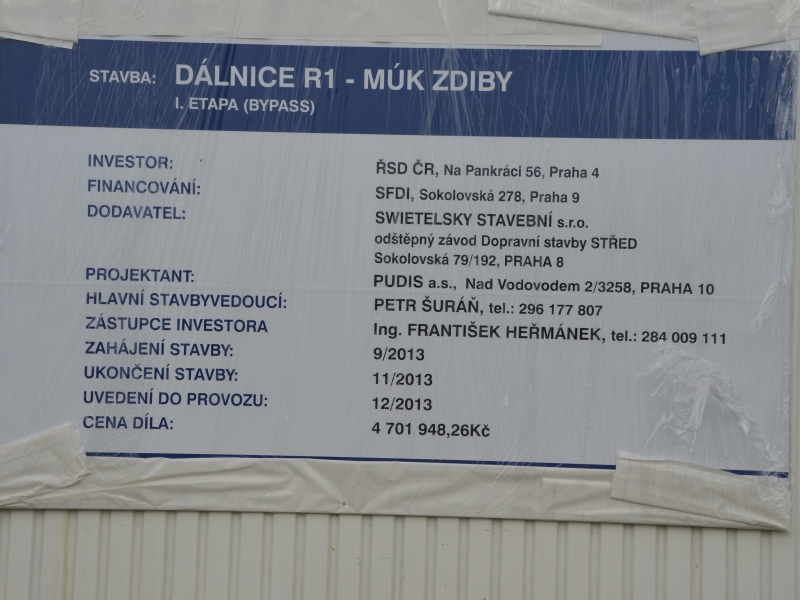 STAVBA: DÁLNICE R1 - MÚK ZDIBY
I. ETAPA (BYPASS)
INVESTOR: ŘSD ČR, Na Pankráci 56, Praha 4
FINANCOVÁNÍ: SFDI, Sokolovská 278, Praha 9
DODAVATEL: SWIETELSKY STAVEBNÍ s.r.o.
odštěpný závod Dopravní stavby STŘED
Sokolovská 79/192, PRAHA 8
PROJEKTANT: PUDIS a.s., Nad Vodovodem 2/3258, PRAHA 10
HLAVNÍ STAVBYVEDOUCÍ: PETR ŠURÁŇ, tel.: 296 177 807
ZÁSTUPCE INVESTORA Ing. FRANTIŠEK HEŘMÁNEK, tel.: 284 009 111
ZAHÁJENÍ STAVBY: 9/2013
UKONČENÍ STAVBY: 11/2013
UVEDENÍ DO PROVOZU: 12/2013
CENA DÍLA: 4 701 948,26Kč